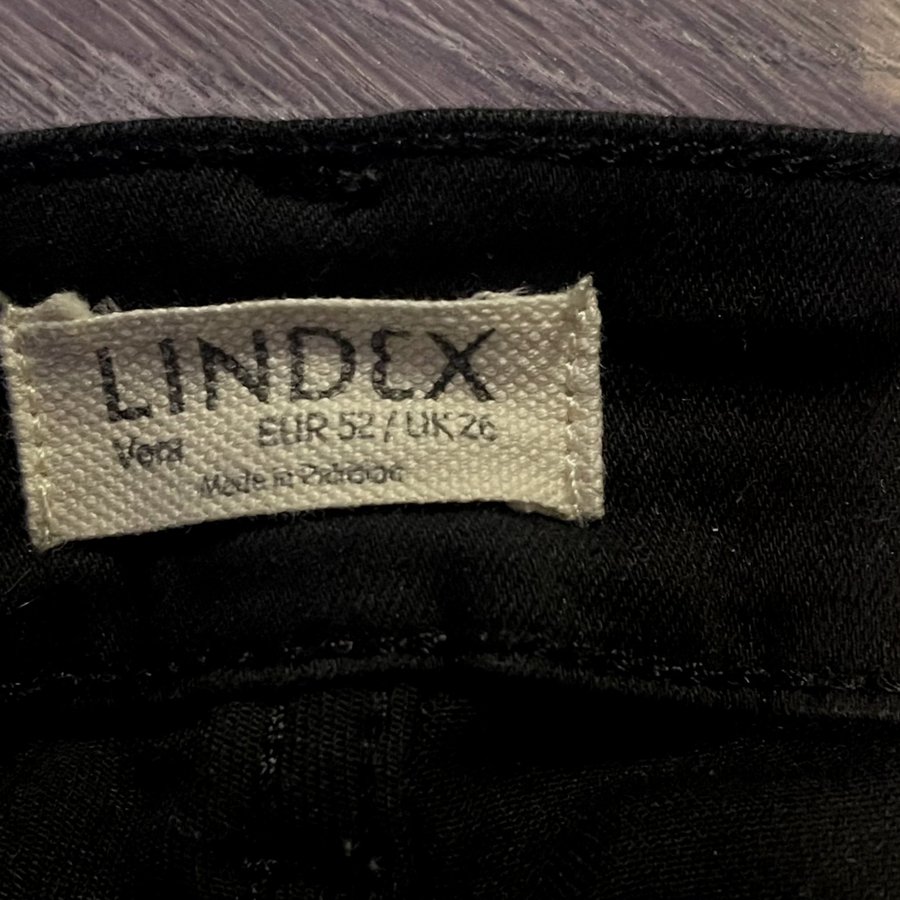 LINDEX
EUR 52 / UK 26
Vera
Made in Pakistan